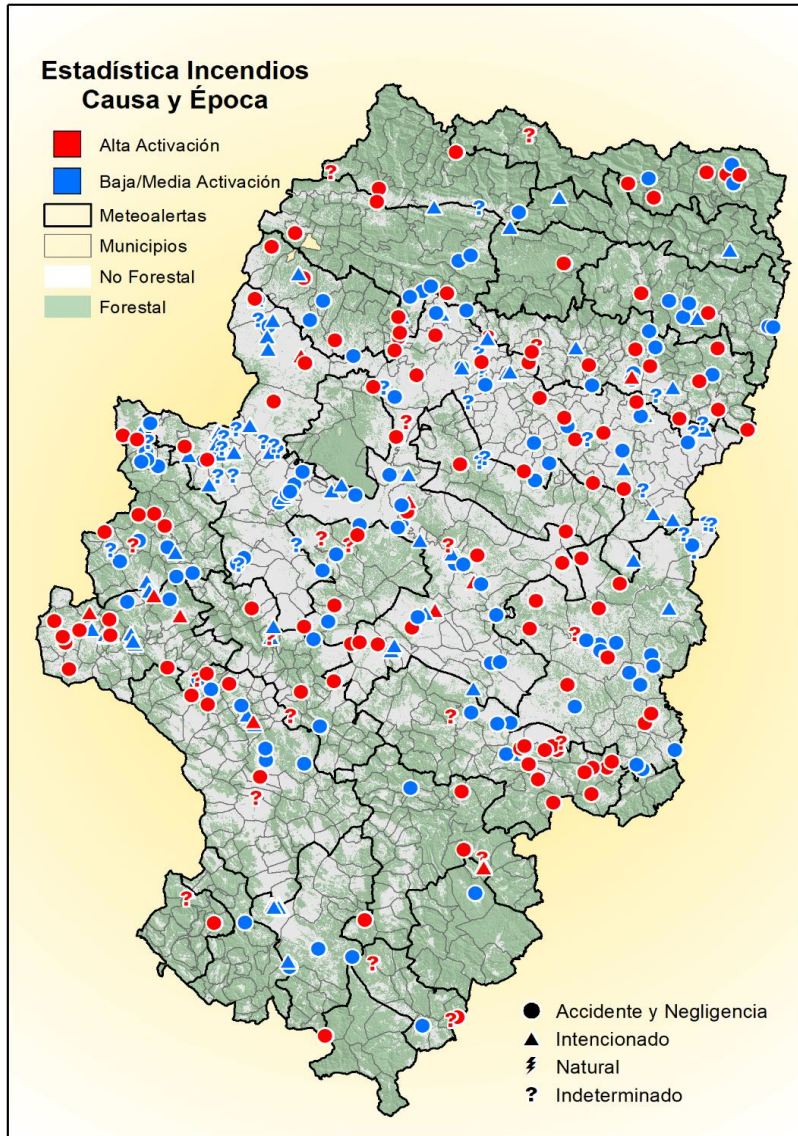 Estadística Incendios
Causa y Época
Alta Activación
Baja/Media Activación
Meteoalertas
Municipios
No Forestal
Forestal
Accidente y Negligencia
Intencionado
Natural
? Indeterminado